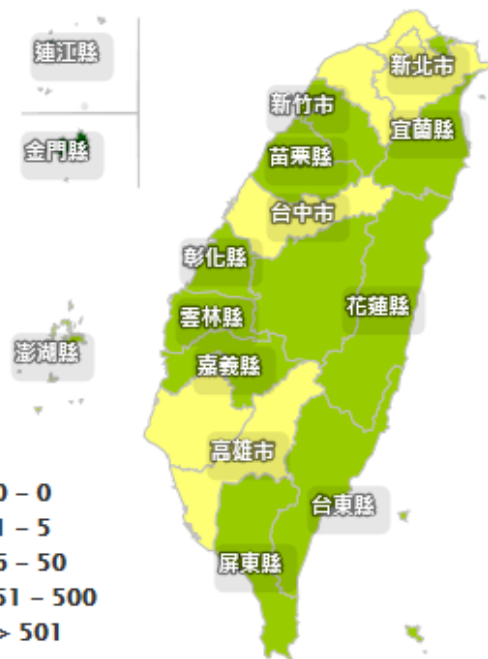 連江縣
新北市
新竹市
宜蘭縣
金門縣
苗栗縣
台中市
彰化縣
花蓮縣
雲林縣
澎湖縣
嘉義縣
高雄市
0 – 0
台東縣
1 – 5
6 – 50
屏東縣
51 – 500
> 501